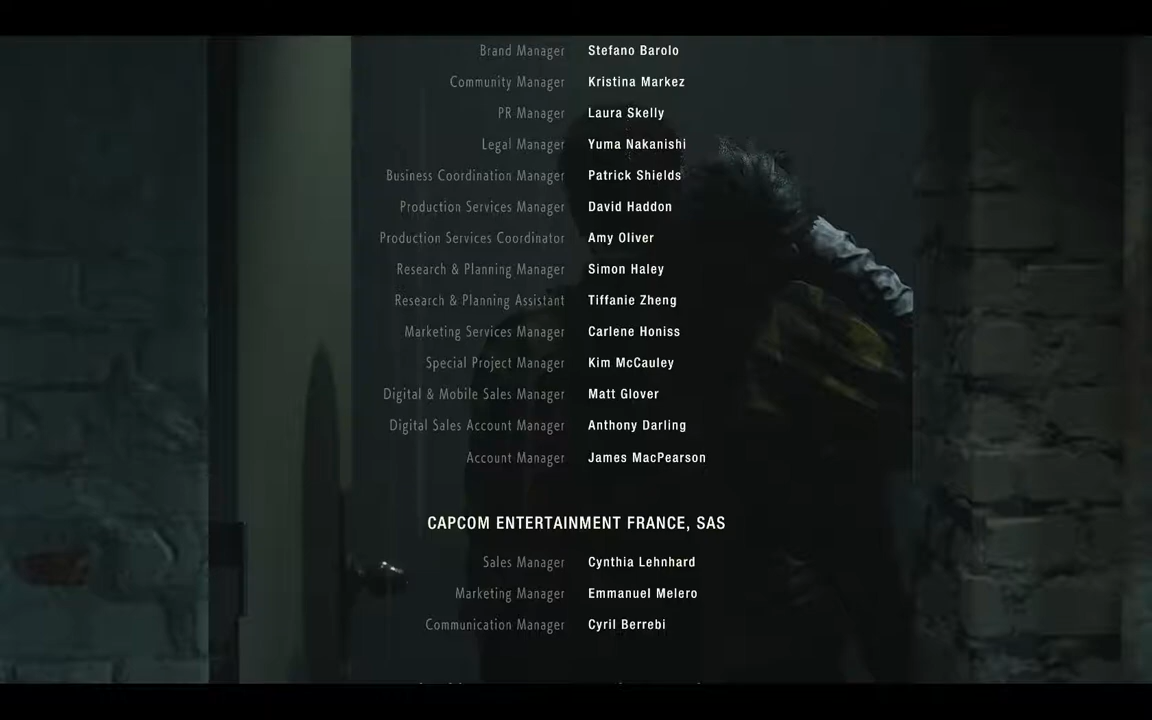 Brand Manager Stefano Barolo
Community Manager Kristina Markez
PR Manager Laura Skelly
Legal Manager Yuma Nakanishi
Business Coordination Manager Patrick Shields
Production Services Manager David Haddon
Production Services Coordinator Amy Oliver
Research & Planning Manager Simon Haley
Research & Planning Assistant Tiffanie Zheng
Marketing Services Manager Carlene Honiss
Special Project Manager Kim McCauley
Digital & Mobile Sales Manager Matt Glover
Digital Sales Account Manager Anthony Darling
Account Manager James MacPearson
CAPCOM ENTERTAINMENT FRANCE, SAS
Sales Manager Cynthia Lehnhard
Marketing Manager Emmanuel Melero
Communication Manager Cyril Berrebi